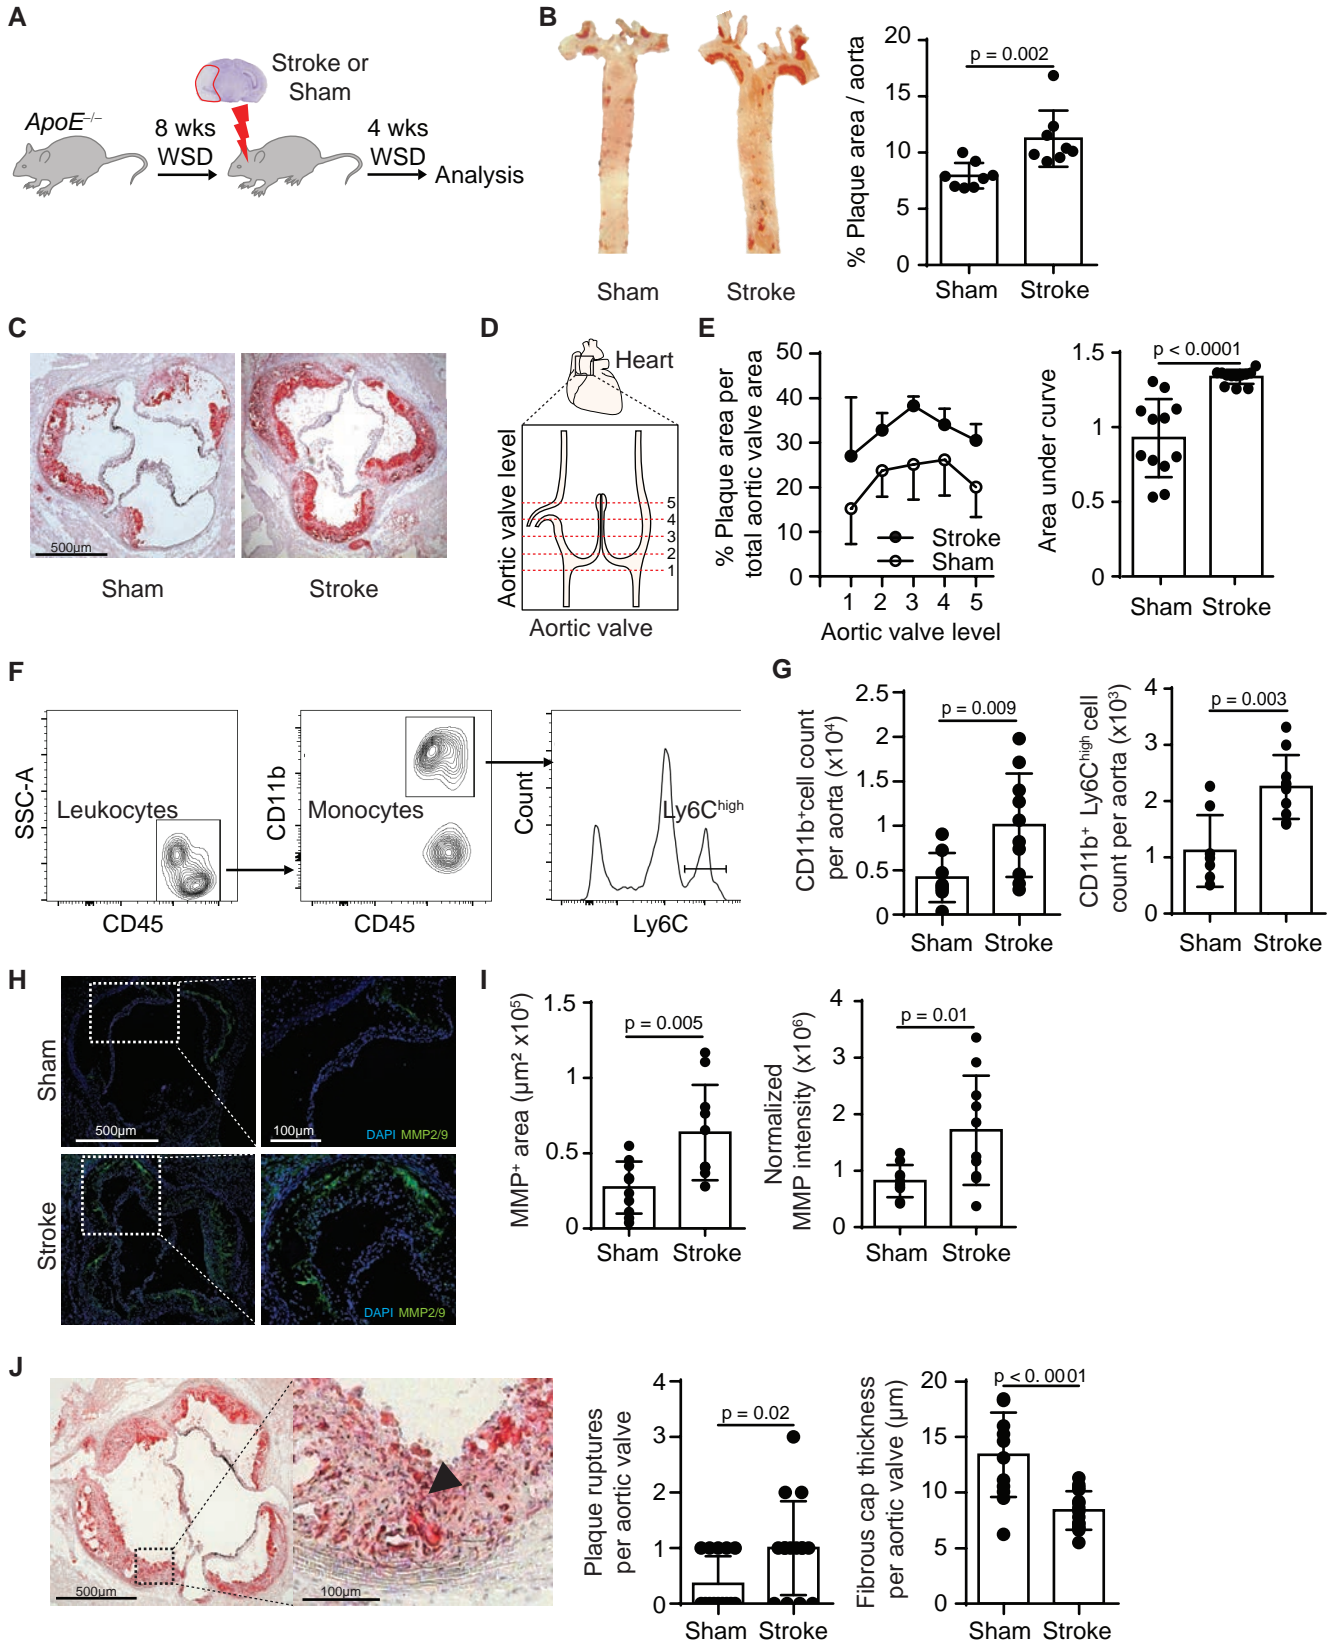 A
Stroke or
Sham
ApoE–/–
8 wks
WSD
4 wks
WSD
Analysis
B
Sham
Stroke
% Plaque area / aorta
20
15
10
5
0
p = 0.002
Sham
Stroke
C
500µm
Sham
Stroke
D
Heart
Aortic valve level
5
4
3
2
1
Aortic valve
E
% Plaque area per
total aortic valve area
50
40
30
20
10
0
Stroke
Sham
1 2 3 4 5
Aortic valve level
Area under curve
1.5
1
0.5
0
p < 0.0001
Sham Stroke
F
SSC-A
Leukocytes
CD45
CD11b
Monocytes
CD45
Count
Ly6Chigh
Ly6C
G
CD11b+cell count
per aorta (x10⁴)
2.5
2
1.5
1
0.5
0
p = 0.009
Sham Stroke
CD11b+ Ly6Chigh cell
count per aorta (x10³)
4
3
2
1
0
p = 0.003
Sham Stroke
H
Sham
500µm
100µm
DAPI MMP2/9
Stroke
DAPI MMP2/9
I
MMP+ area (µm² x10⁵)
1.5
1
0.5
0
p = 0.005
Sham Stroke
Normalized
MMP intensity (x10⁶)
4
3
2
1
0
p = 0.01
Sham Stroke
J
500µm
100µm
Plaque ruptures
per aortic valve
4
3
2
1
0
p = 0.02
Sham Stroke
Fibrous cap thickness
per aortic valve (µm)
20
15
10
5
0
p < 0.0001
Sham Stroke